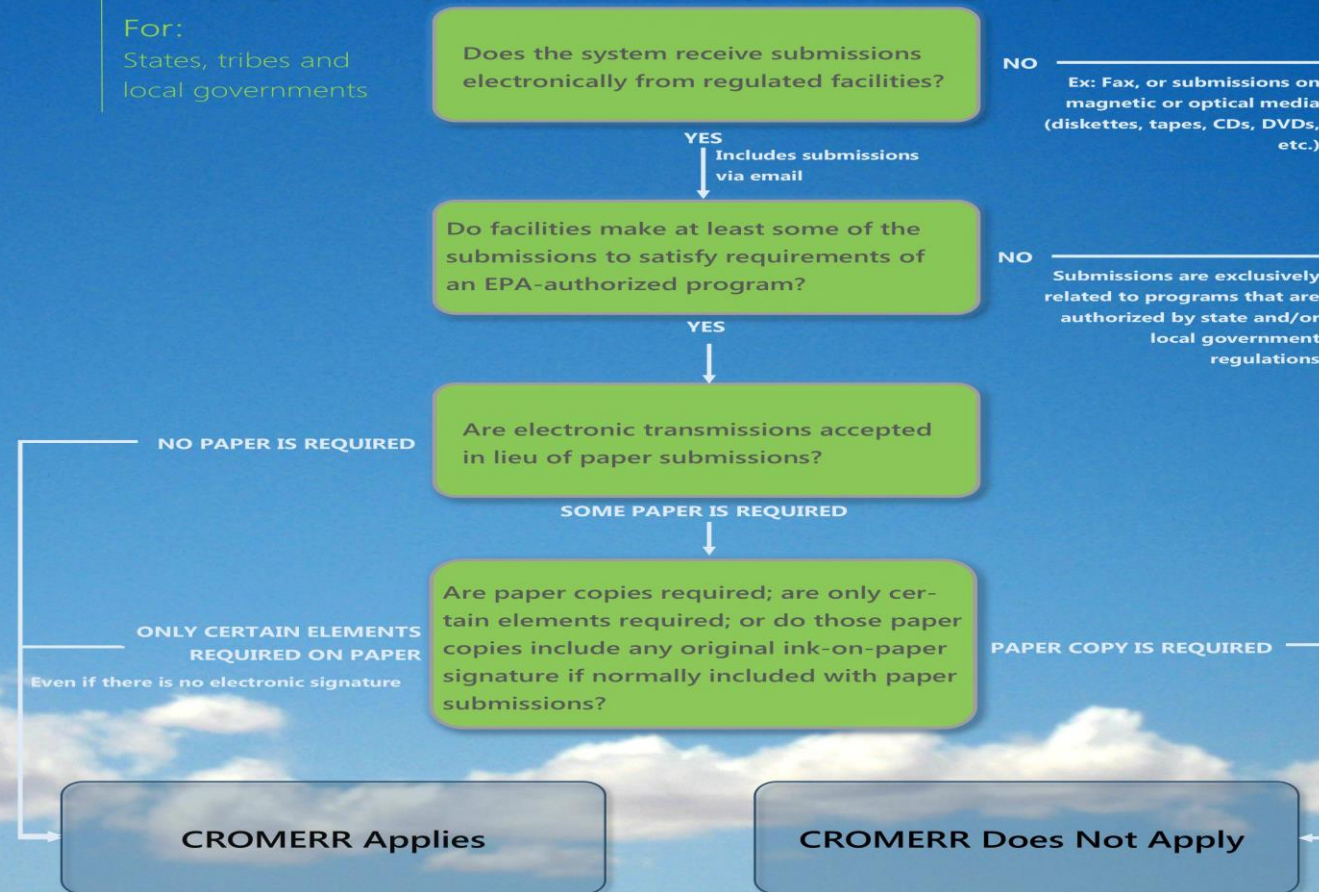 For:
States, tribes and
local governments
Does the system receive submissions
electronically from regulated facilities?
NO
Ex: Fax, or submissions on
magnetic or optical media
(diskettes, tapes, CDs, DVDs,
etc.)
YES
Includes submissions
via email
Do facilities make at least some of the
submissions to satisfy requirements of
an EPA-authorized program?
NO
Submissions are exclusively
related to programs that are
authorized by state and/or
local government
regulations
YES
Are electronic transmissions accepted
in lieu of paper submissions?
NO PAPER IS REQUIRED
SOME PAPER IS REQUIRED
Are paper copies required; are only cer-
tain elements required; or do those paper
copies include any original ink-on-paper
signature if normally included with paper
submissions?
ONLY CERTAIN ELEMENTS
REQUIRED ON PAPER
Even if there is no electronic signature
PAPER COPY IS REQUIRED
CROMERR Applies
CROMERR Does Not Apply